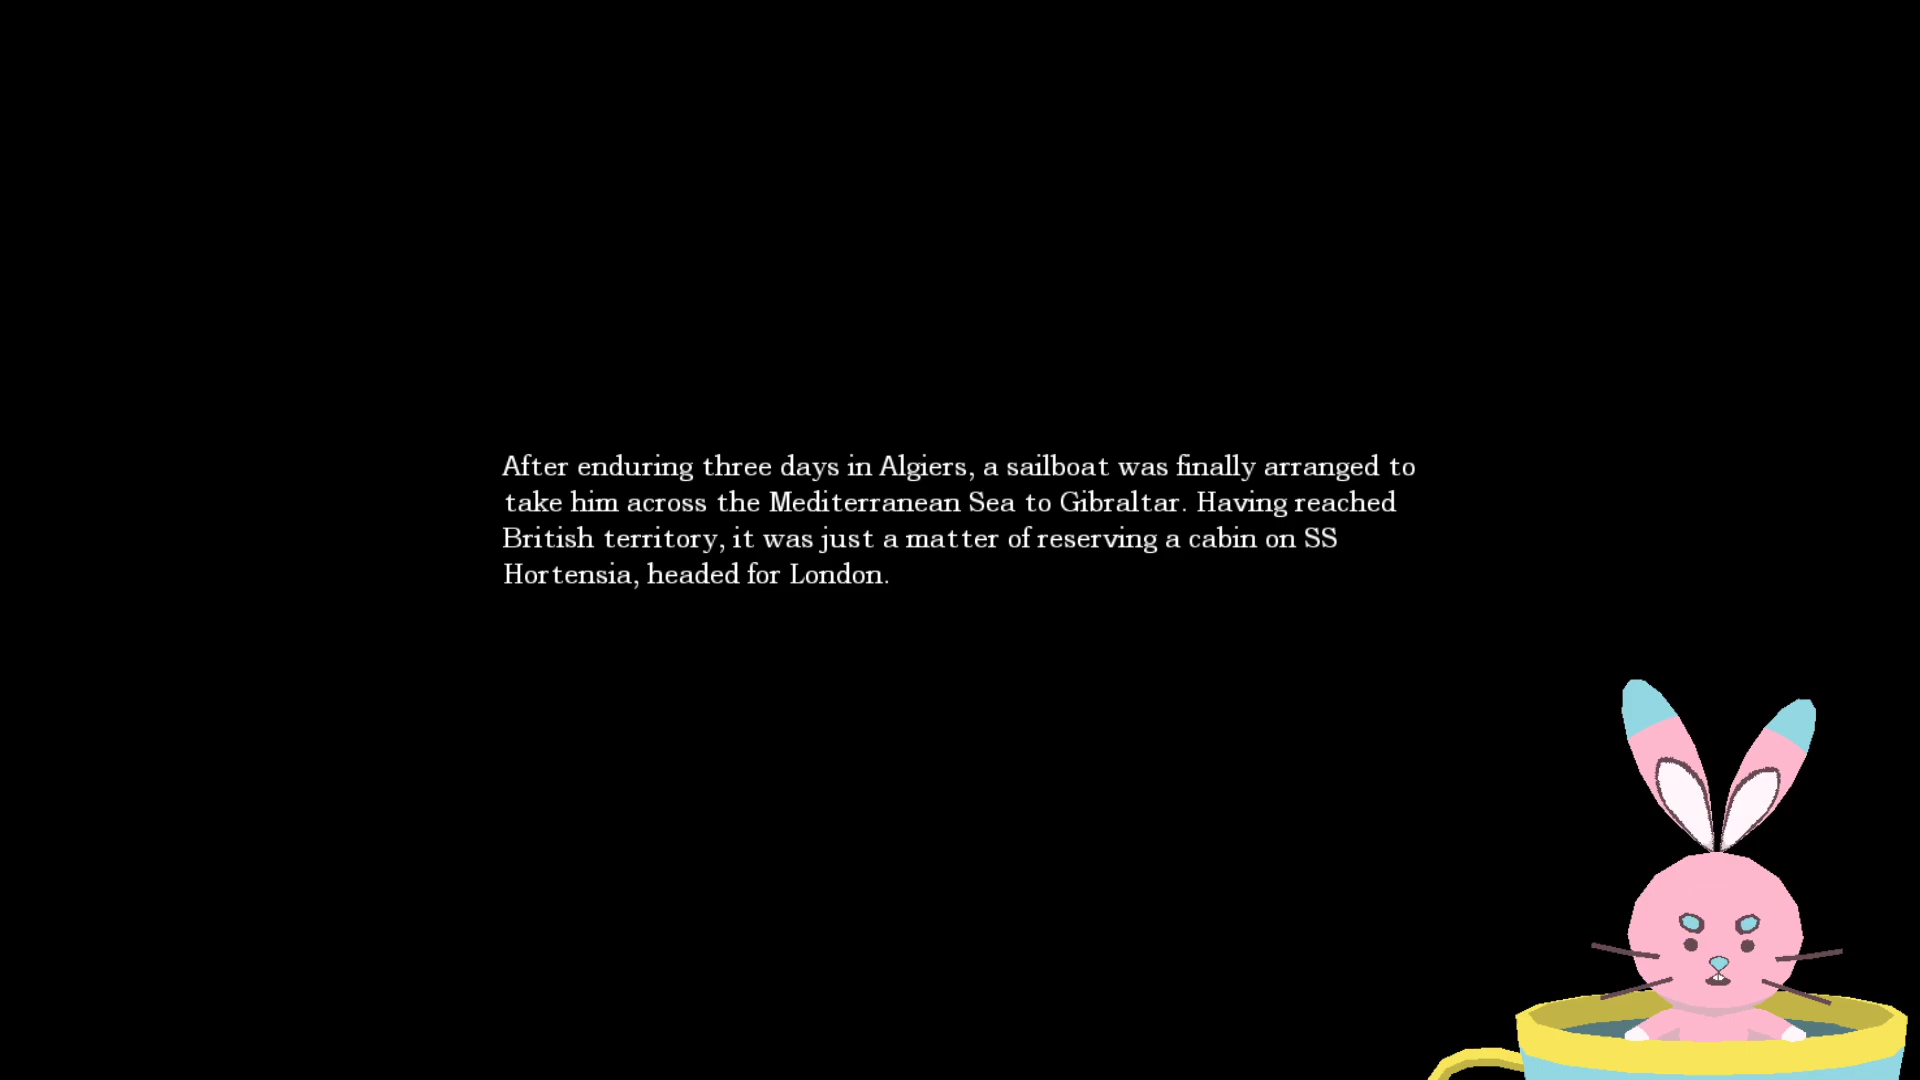 After enduring three days in Algiers, a sailboat was finally arranged to
take him across the Mediterranean Sea to Gibraltar. Having reached
British territory, it was just a matter of reserving a cabin on SS
Hortensia, headed for London.